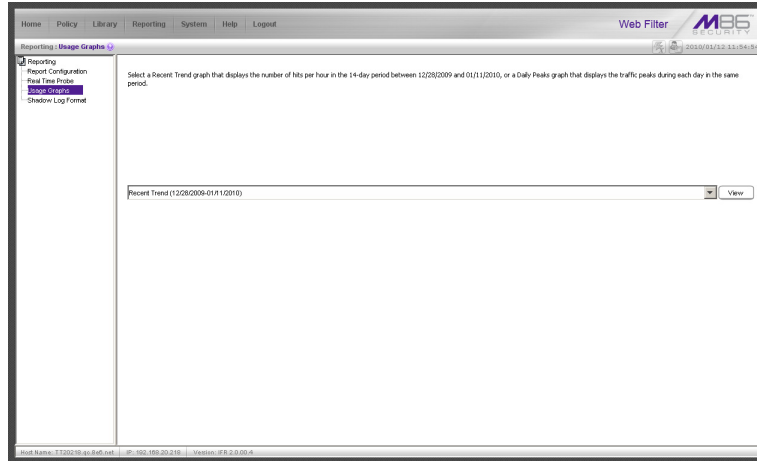 Home Policy Library Reporting System Help Logout Web Filter M86 SECURITY
Reporting : Usage Graphs 2010/01/12 11:54:54
Reporting
Report Configuration
Real Time Probe
Usage Graphs
Shadow Log Format
Select a Recent Trend graph that displays the number of hits per hour in the 14-day period between 12/28/2009 and 01/11/2010, or a Daily Peaks graph that displays the traffic peaks during each day in the same
period.
Recent Trend (12/28/2009-01/11/2010) View
Host Name: TT20218.qc.8e6.net IP: 192.168.20.218 Version: IFR 2.0.00.4